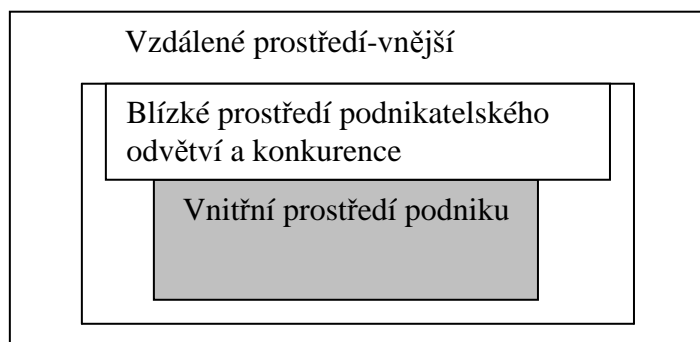 Vzdálené prostředí-vnější
Blízké prostředí podnikatelského
odvětví a konkurence
Vnitřní prostředí podniku